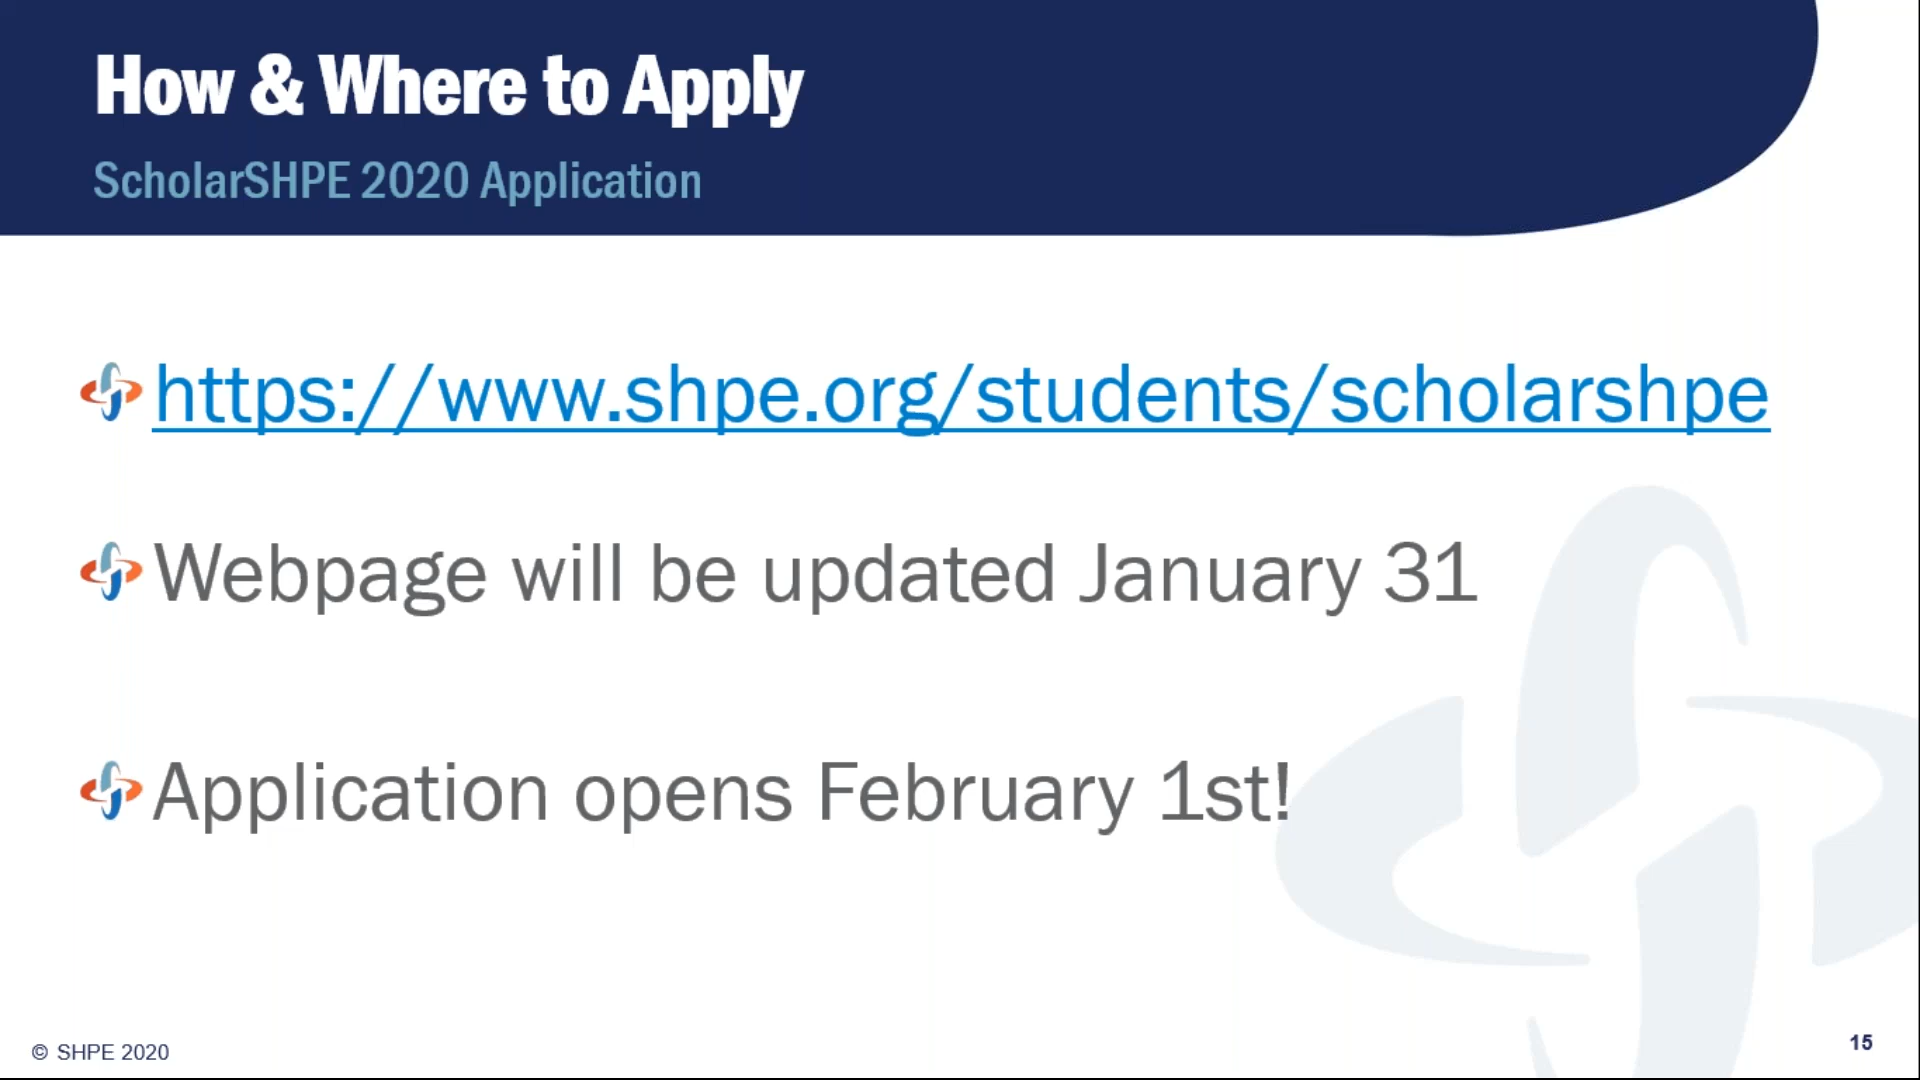 How & Where to Apply
ScholarSHPE 2020 Application
https://www.shpe.org/students/scholarshpe
Webpage will be updated January 31
Application opens February 1st!
© SHPE 2020
15